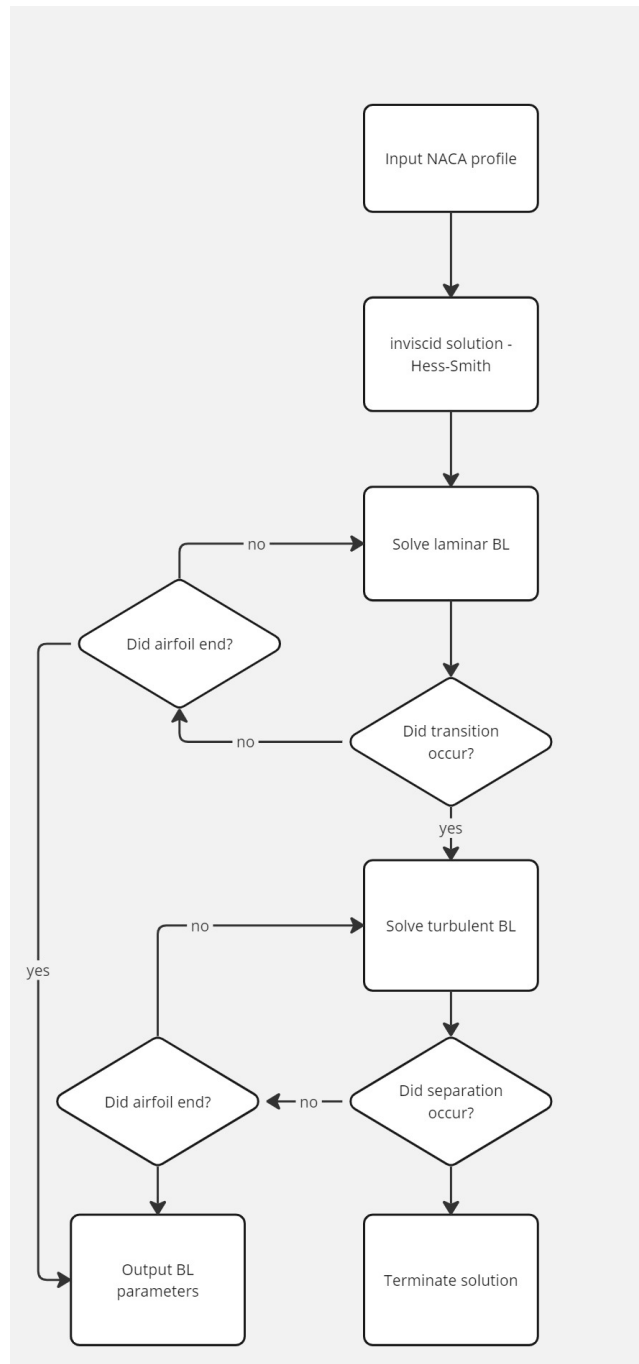 Input NACA profile
inviscid solution -
Hess-Smith
no
Solve laminar BL
Did airfoil end?
Did transition
occur?
no
yes
no
Solve turbulent BL
yes
Did airfoil end?
no
Did separation
occur?
Output BL
parameters
Terminate solution